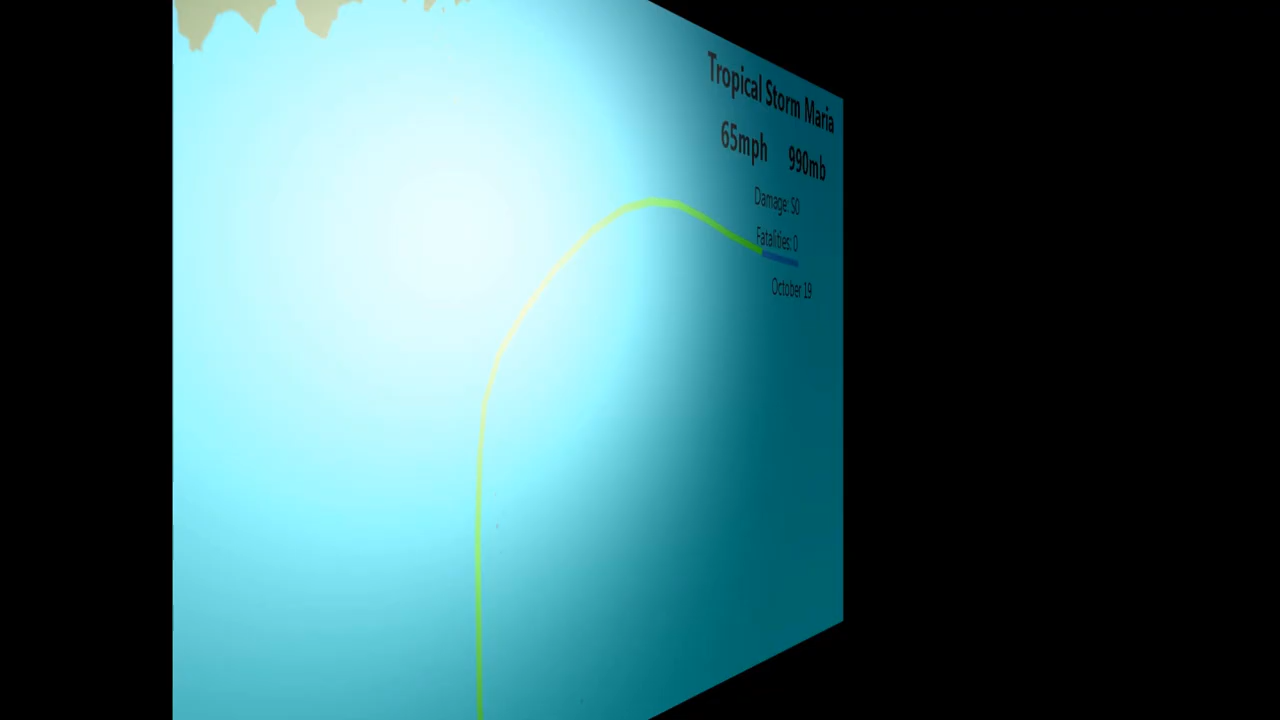 Tropical Storm Maria
65mph 990mb
Damage: $0
Fatalities: 0
October 19